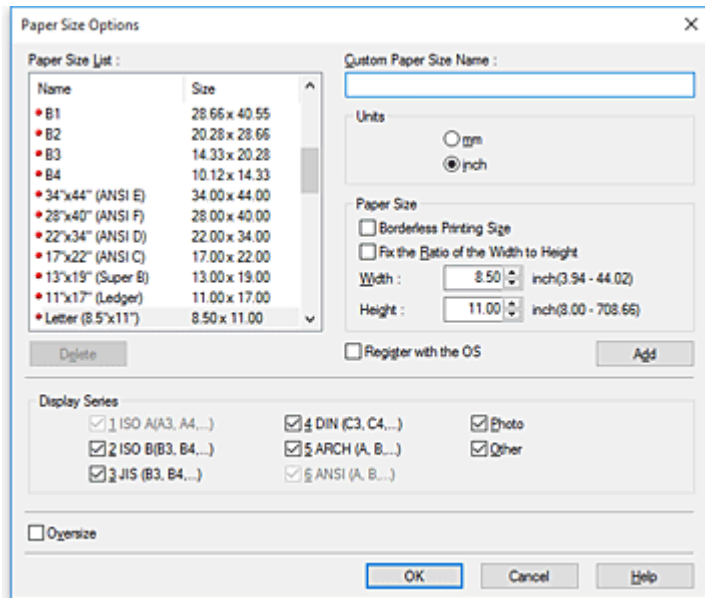 Paper Size Options
Paper Size List :
Name Size
B1 28.66 x 40.55
B2 20.28 x 28.66
B3 14.33 x 20.28
B4 10.12 x 14.33
34"x44" (ANSI E) 34.00 x 44.00
28"x40" (ANSI F) 28.00 x 40.00
22"x34" (ANSI D) 22.00 x 34.00
17"x22" (ANSI C) 17.00 x 22.00
13"x19" (Super B) 13.00 x 19.00
11"x17" (Ledger) 11.00 x 17.00
Letter (8.5"x11") 8.50 x 11.00
Delete
Custom Paper Size Name :
Units
mm
inch
Paper Size
Borderless Printing Size
Fix the Ratio of the Width to Height
Width : 8.50 inch(3.94 - 44.02)
Height : 11.00 inch(8.00 - 708.66)
Register with the OS
Add
Display Series
1 ISO A(A3, A4,...) 4 DIN (C3, C4,...) Photo
2 ISO B(B3, B4,...) 5 ARCH (A, B,...) Other
3 JIS (B3, B4,...) 6 ANSI (A, B,...)
Oversize
OK Cancel Help